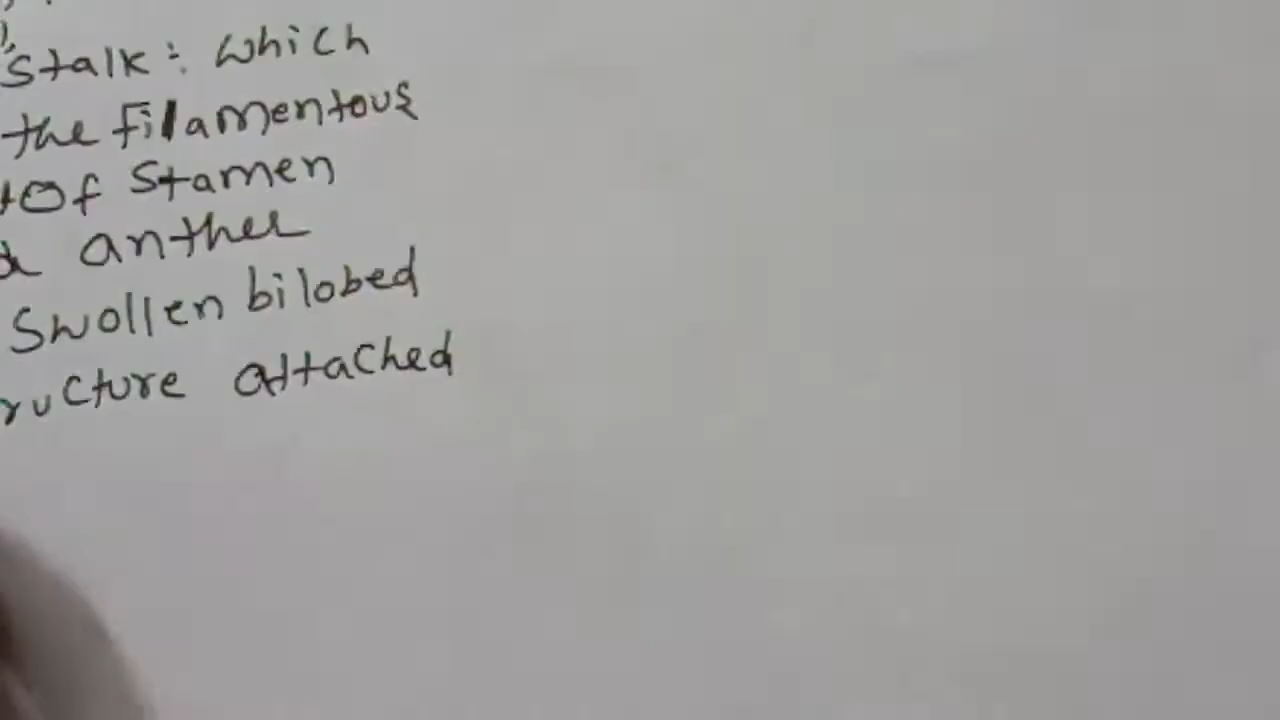 Stalk : which
the filamentous
of stamen
anther
Swollen bilobed
ructure attached